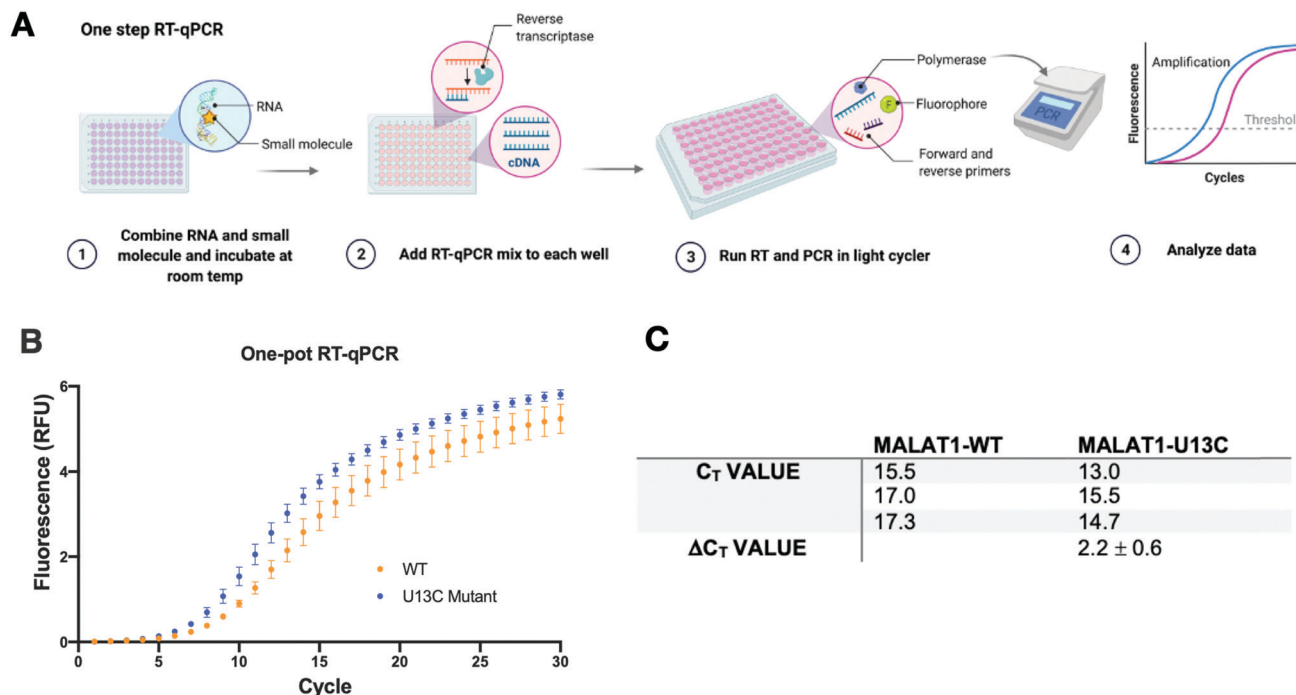 A
One step RT-qPCR
RNA
Small molecule
Reverse
transcriptase
cDNA
Polymerase
F
Fluorophore
Forward and
reverse primers
PCR
Fluorescence
Amplification
Threshold
Cycles
1
Combine RNA and small
molecule and incubate at
room temp
2
Add RT-qPCR mix to each well
3
Run RT and PCR in light cycler
4
Analyze data
B
One-pot RT-qPCR
Fluorescence (RFU)
6
4
2
0
WT
U13C Mutant
0 5 10 15 20 25 30
Cycle
C
MALAT1-WT MALAT1-U13C
CT VALUE 15.5 13.0
17.0 15.5
17.3 14.7
ΔCT VALUE 2.2 ± 0.6